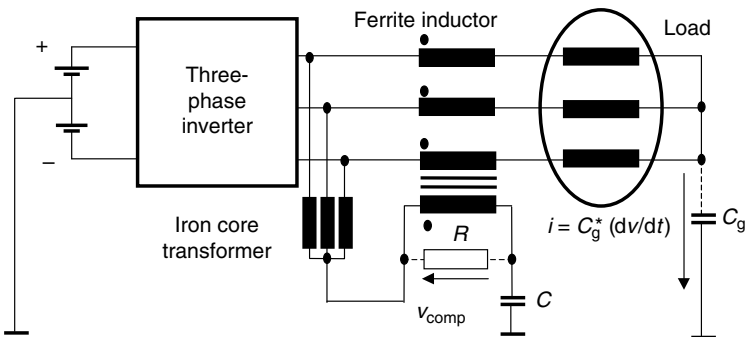 Ferrite inductor
Load
+
Three-
phase
inverter
−
Iron core
transformer
R
i = C*g (dv/dt)
Cg
vcomp
C